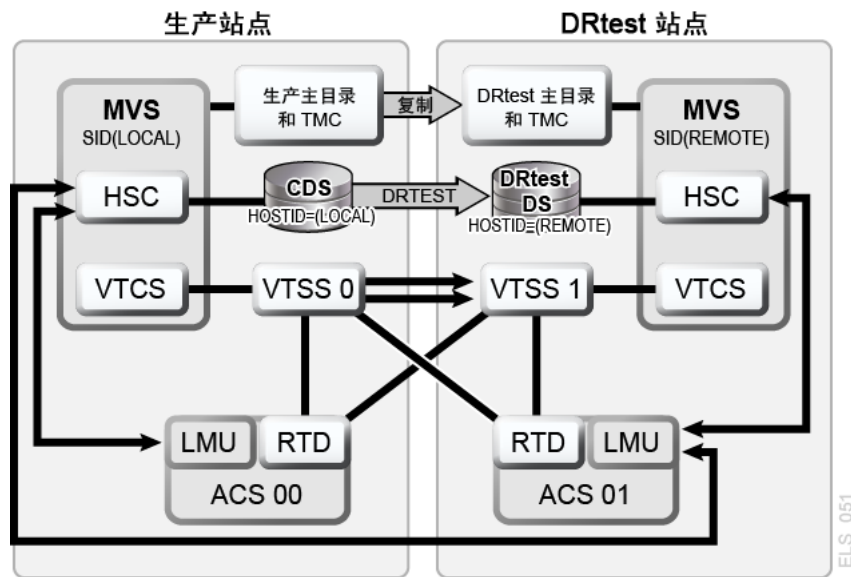 生产站点
DRtest 站点
MVS
SID(LOCAL)
生产主目录
和 TMC
复制
DRtest 主目录
和 TMC
MVS
SID(REMOTE)
HSC
CDS
HOSTID=(LOCAL)
DRTEST
DRtest
DS
HOSTID=(REMOTE)
HSC
VTCS
VTSS 0
VTSS 1
VTCS
LMU
RTD
ACS 00
RTD
LMU
ACS 01
ELS_051